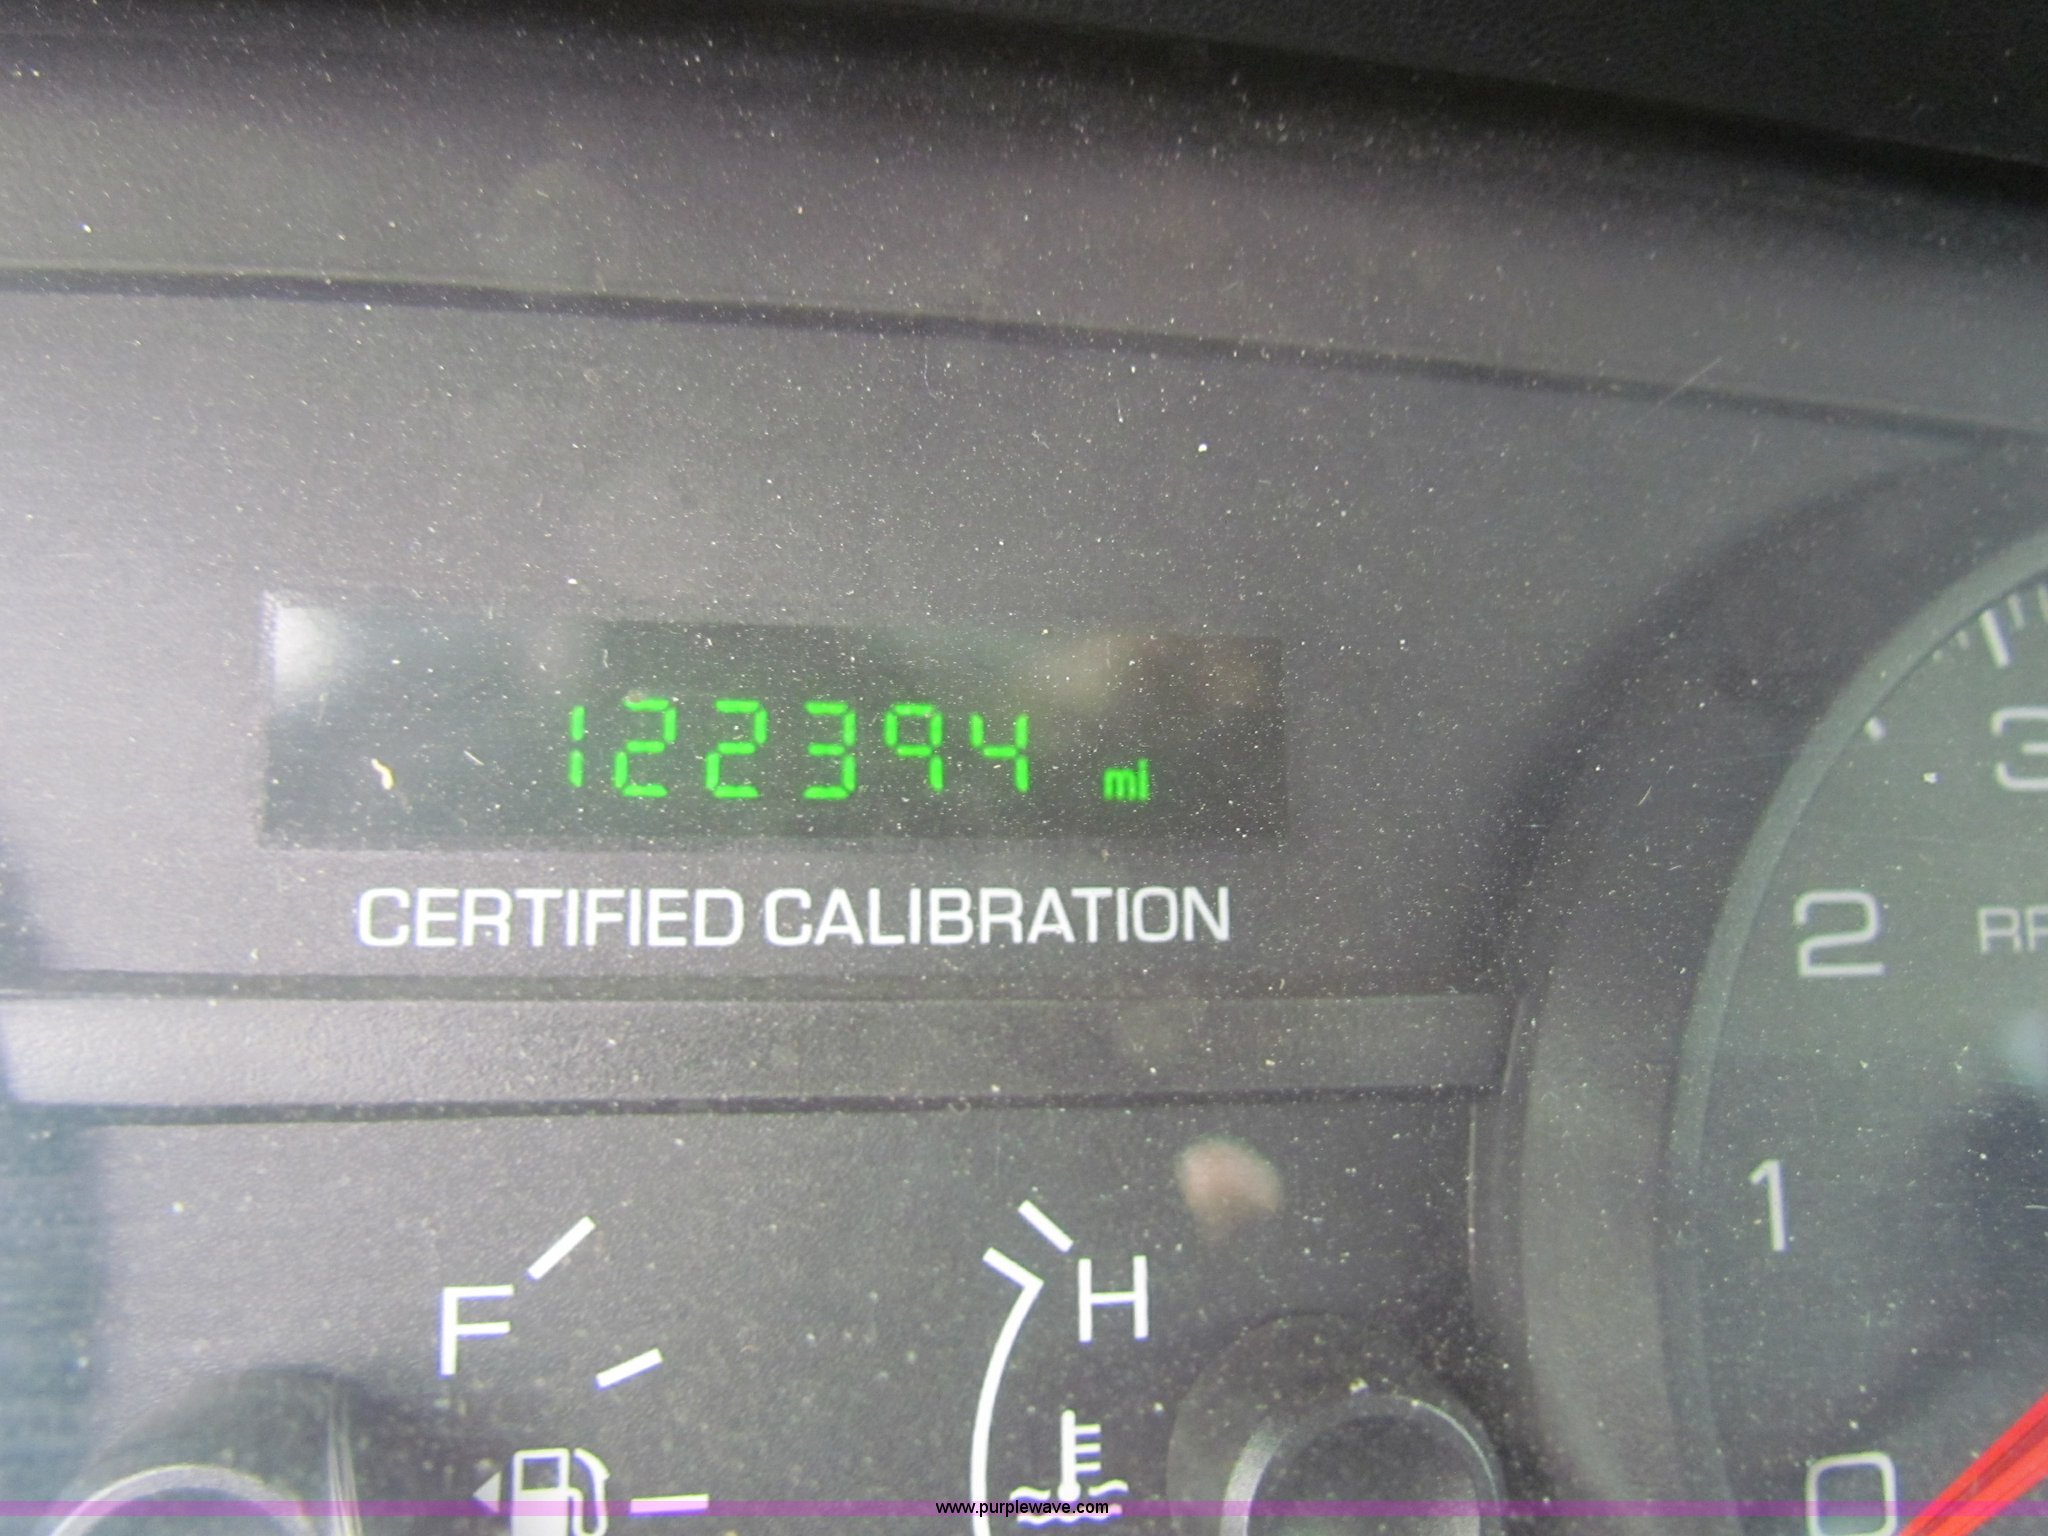 122394 mi
CERTIFIED CALIBRATION
3
2
1
0
F
H
www.purplewave.com